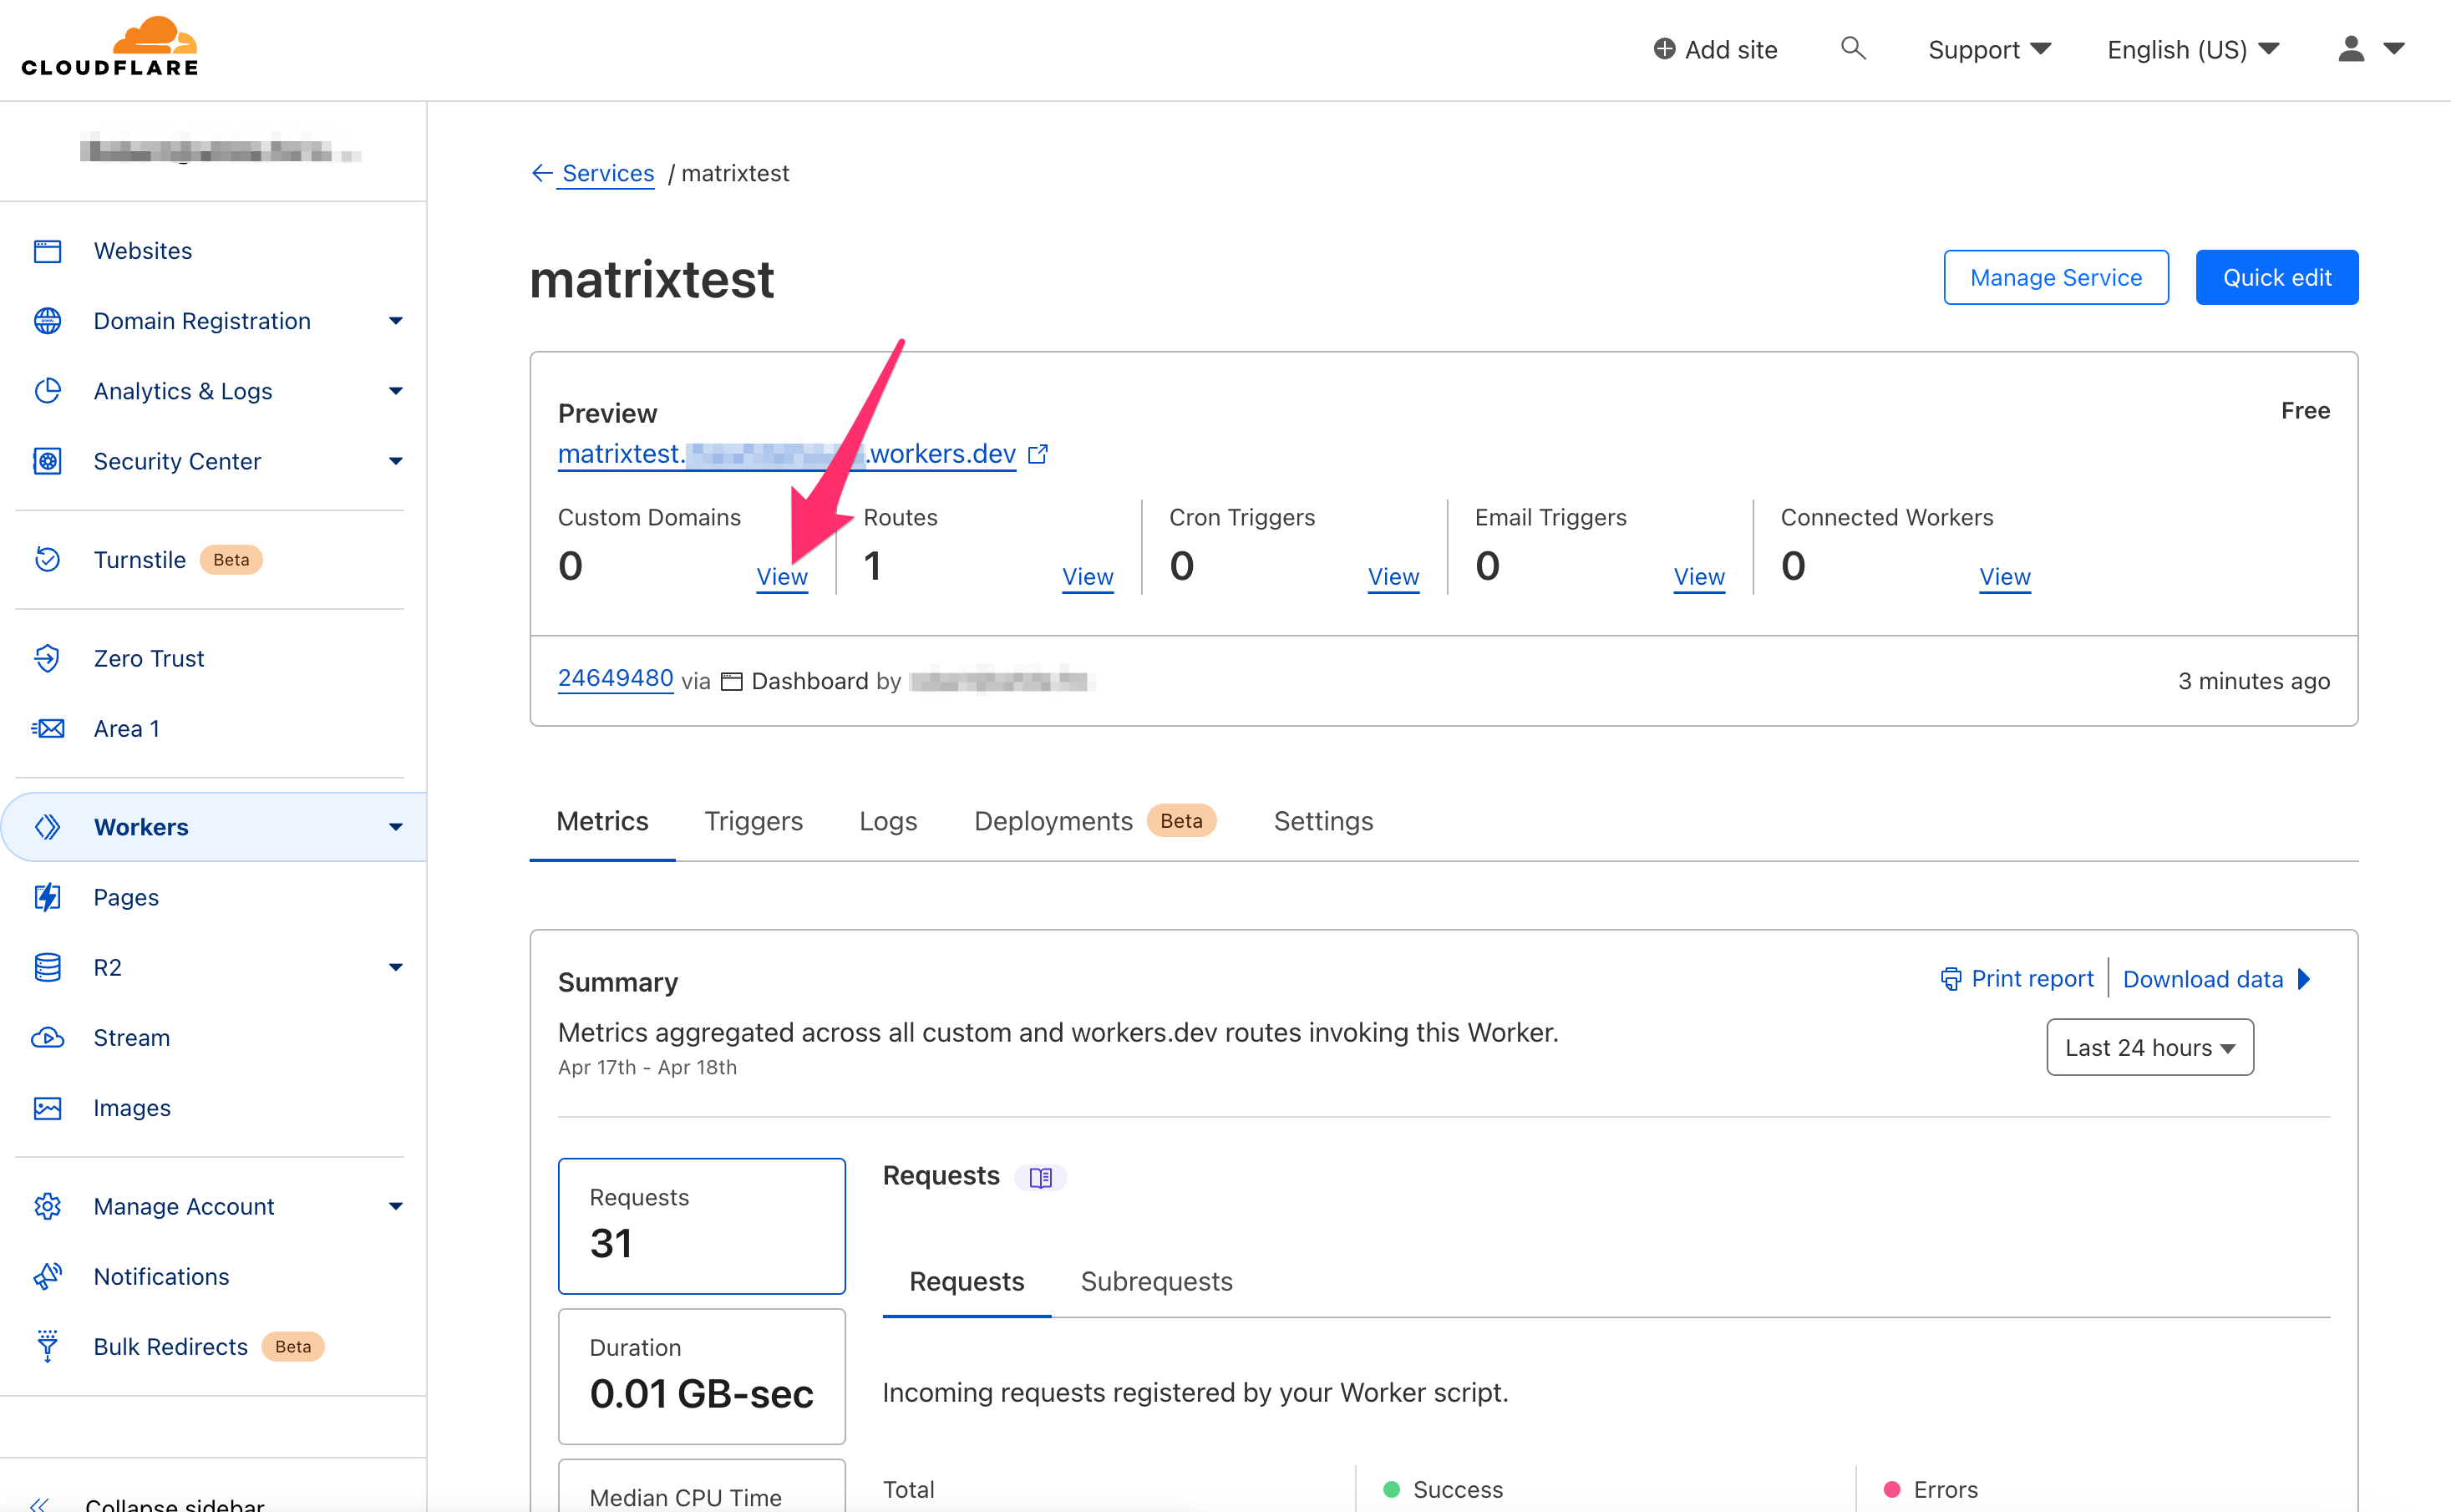 CLOUDFLARE
Add site
Support
English (US)
Websites
Domain Registration
Analytics & Logs
Security Center
Turnstile Beta
Zero Trust
Area 1
Workers
Pages
R2
Stream
Images
Manage Account
Notifications
Bulk Redirects Beta
Collapse sidebar
Services / matrixtest
matrixtest
Manage Service
Quick edit
Preview
Free
matrixtest. .workers.dev
Custom Domains
0
View
Routes
1
View
Cron Triggers
0
View
Email Triggers
0
View
Connected Workers
0
View
24649480 via Dashboard by
3 minutes ago
Metrics
Triggers
Logs
Deployments Beta
Settings
Summary
Print report
Download data
Metrics aggregated across all custom and workers.dev routes invoking this Worker.
Apr 17th - Apr 18th
Last 24 hours
Requests
31
Duration
0.01 GB-sec
Median CPU Time
Requests
Requests
Subrequests
Incoming requests registered by your Worker script.
Total
Success
Errors